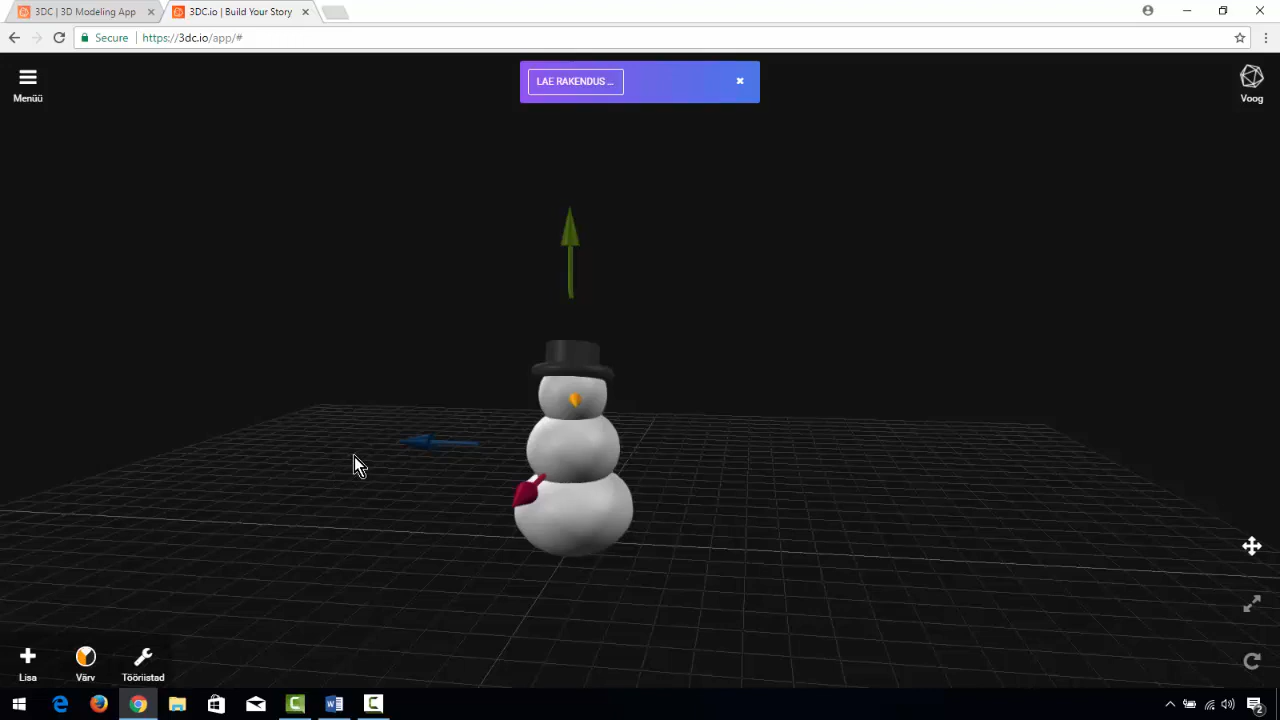 3DC | 3D Modeling App
3DC.io | Build Your Story
Secure
https://3dc.io/app/#
LAE RAKENDUS ...
Menüü
Voog
Lisa
Värv
Tööriistad
2